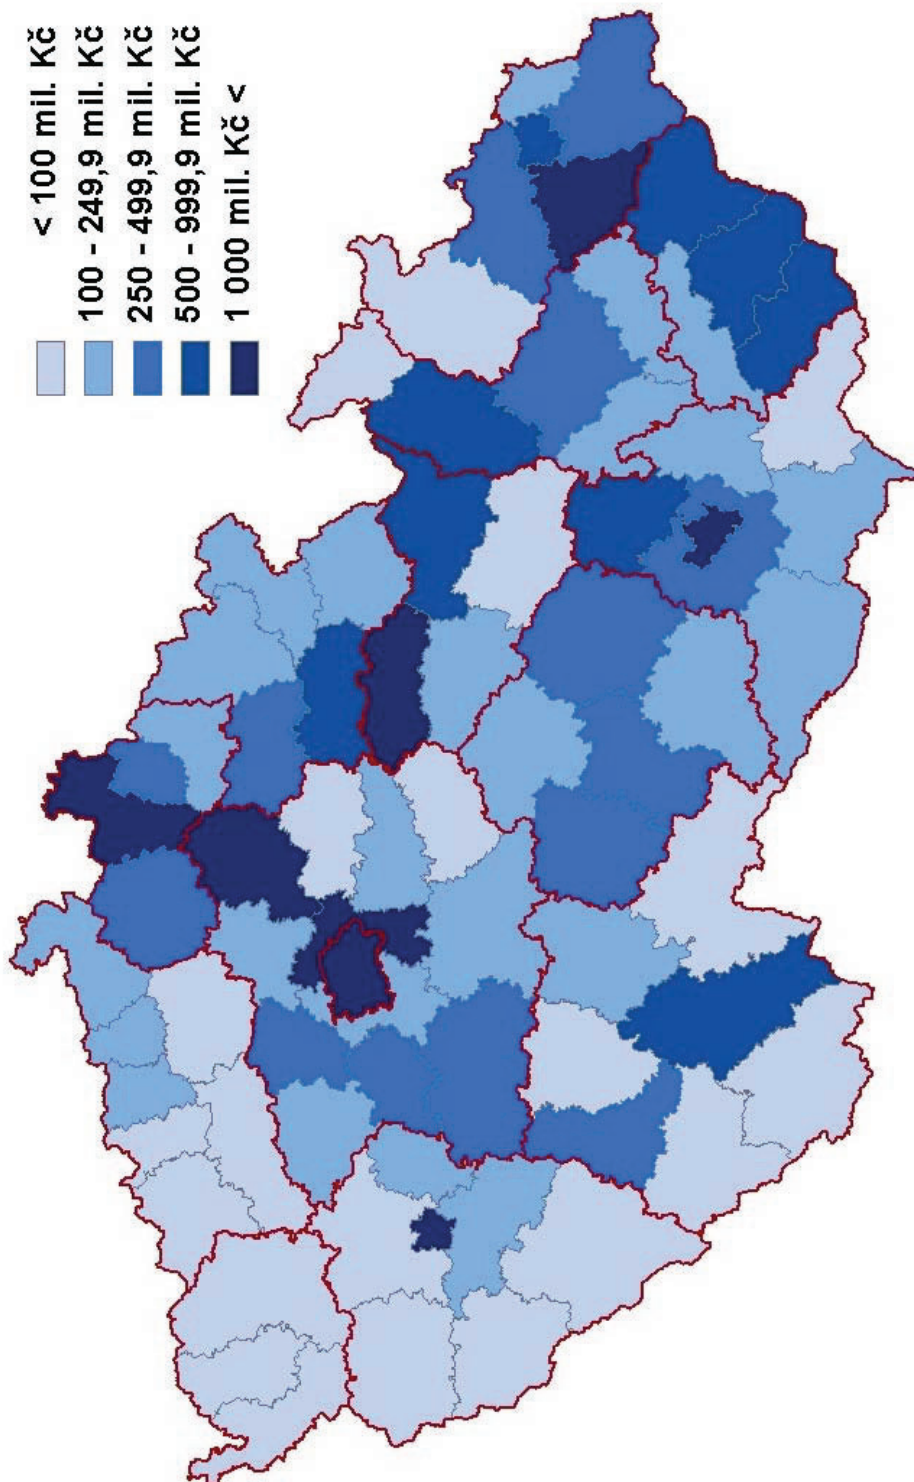 < 100 mil. Kč
100 - 249,9 mil. Kč
250 - 499,9 mil. Kč
500 - 999,9 mil. Kč
1 000 mil. Kč <